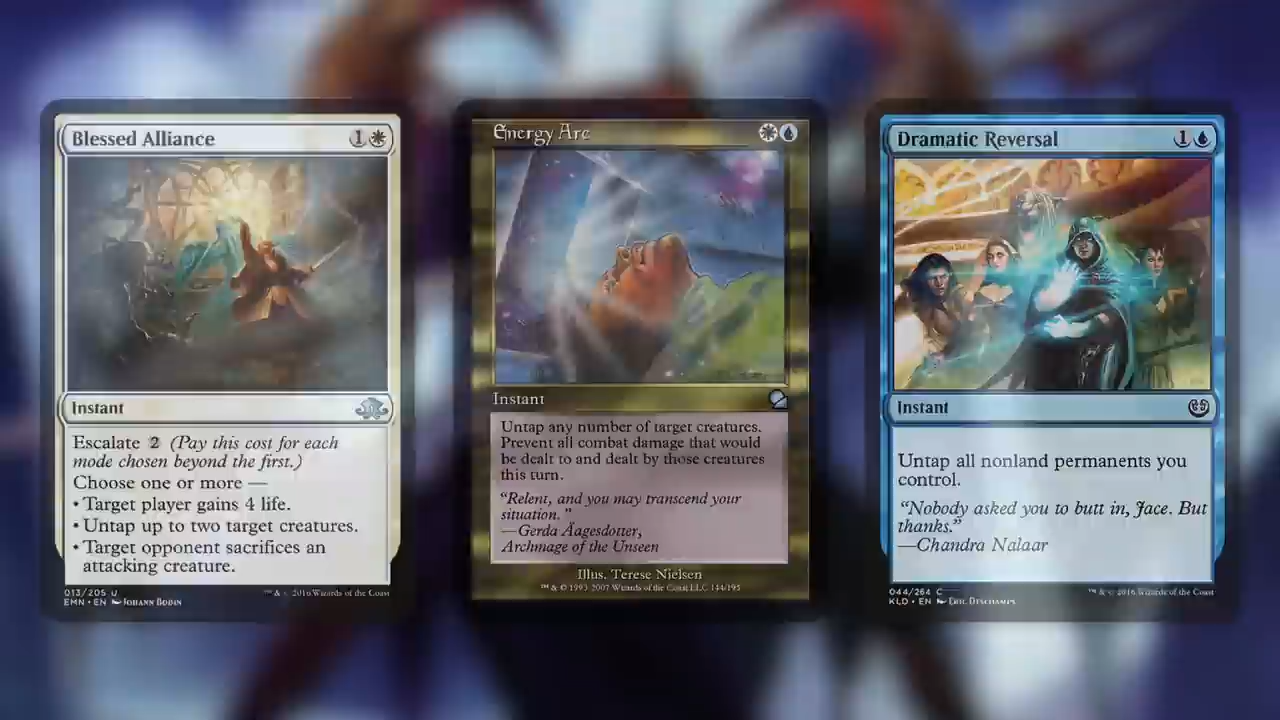 Blessed Alliance
1
Instant
Escalate 2 (Pay this cost for each
mode chosen beyond the first.)
Choose one or more —
• Target player gains 4 life.
• Untap up to two target creatures.
• Target opponent sacrifices an
attacking creature.
013/205 U
EMN • EN Johann Bodin
™ & © 2016 Wizards of the Coast
Energy Arc
Instant
Untap any number of target creatures.
Prevent all combat damage that would
be dealt to and dealt by those creatures
this turn.
"Relent, and you may transcend your
situation."
—Gerda Äagesdotter,
Archmage of the Unseen
Illus. Terese Nielsen
™ & © 1993-2007 Wizards of the Coast LLC 144/195
Dramatic Reversal
1
Instant
Untap all nonland permanents you
control.
"Nobody asked you to butt in, Jace. But
thanks."
—Chandra Nalaar
044/264 C
KLD • EN Eric Deschamps
™ & © 2016 Wizards of the Coast